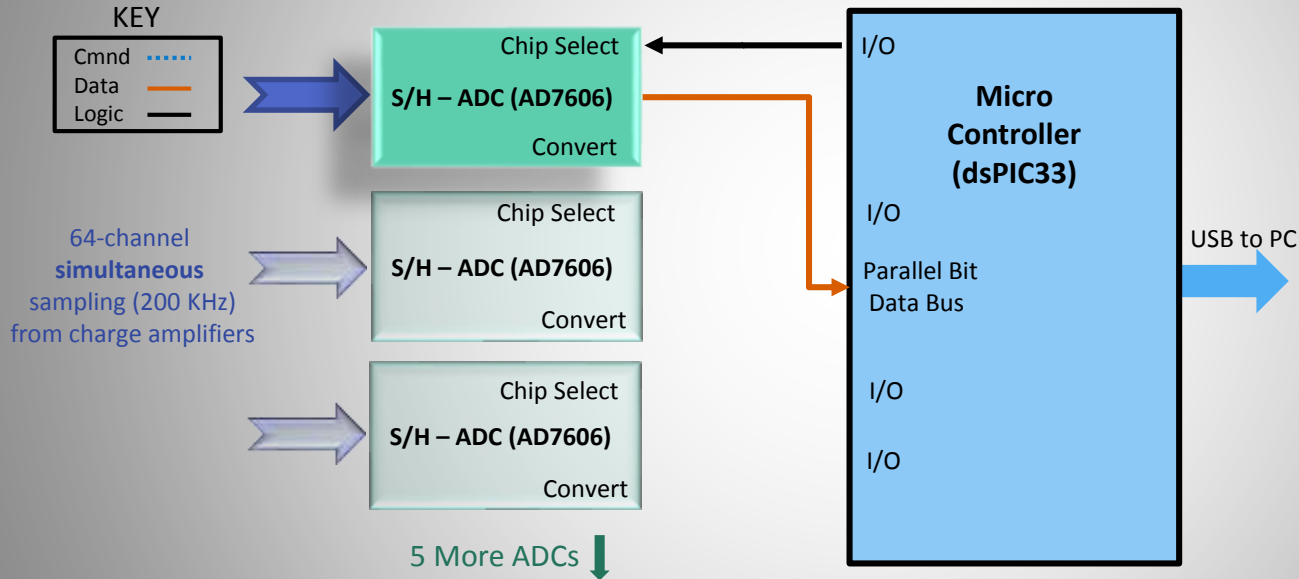 KEY
Cmnd
Data
Logic
64-channel
simultaneous
sampling (200 KHz)
from charge amplifiers
Chip Select
S/H – ADC (AD7606)
Convert
Chip Select
S/H – ADC (AD7606)
Convert
Chip Select
S/H – ADC (AD7606)
Convert
5 More ADCs
I/O
Micro
Controller
(dsPIC33)
I/O
Parallel Bit
Data Bus
I/O
I/O
USB to PC